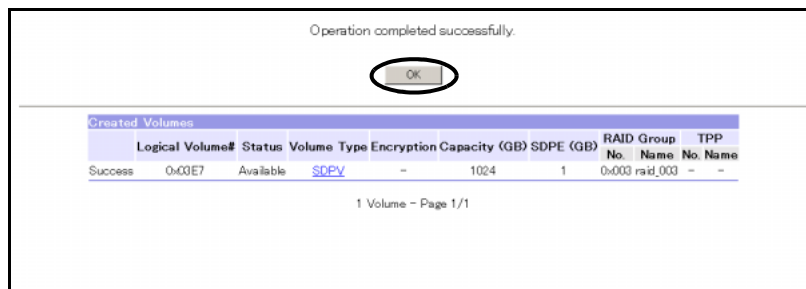 Operation completed successfully.
OK
Created Volumes
Logical Volume# Status Volume Type Encryption Capacity (GB) SDPE (GB) RAID Group TPP
No. Name No. Name
Success 0x03E7 Available SDPV - 1024 1 0x003 raid_003 - -
1 Volume - Page 1/1